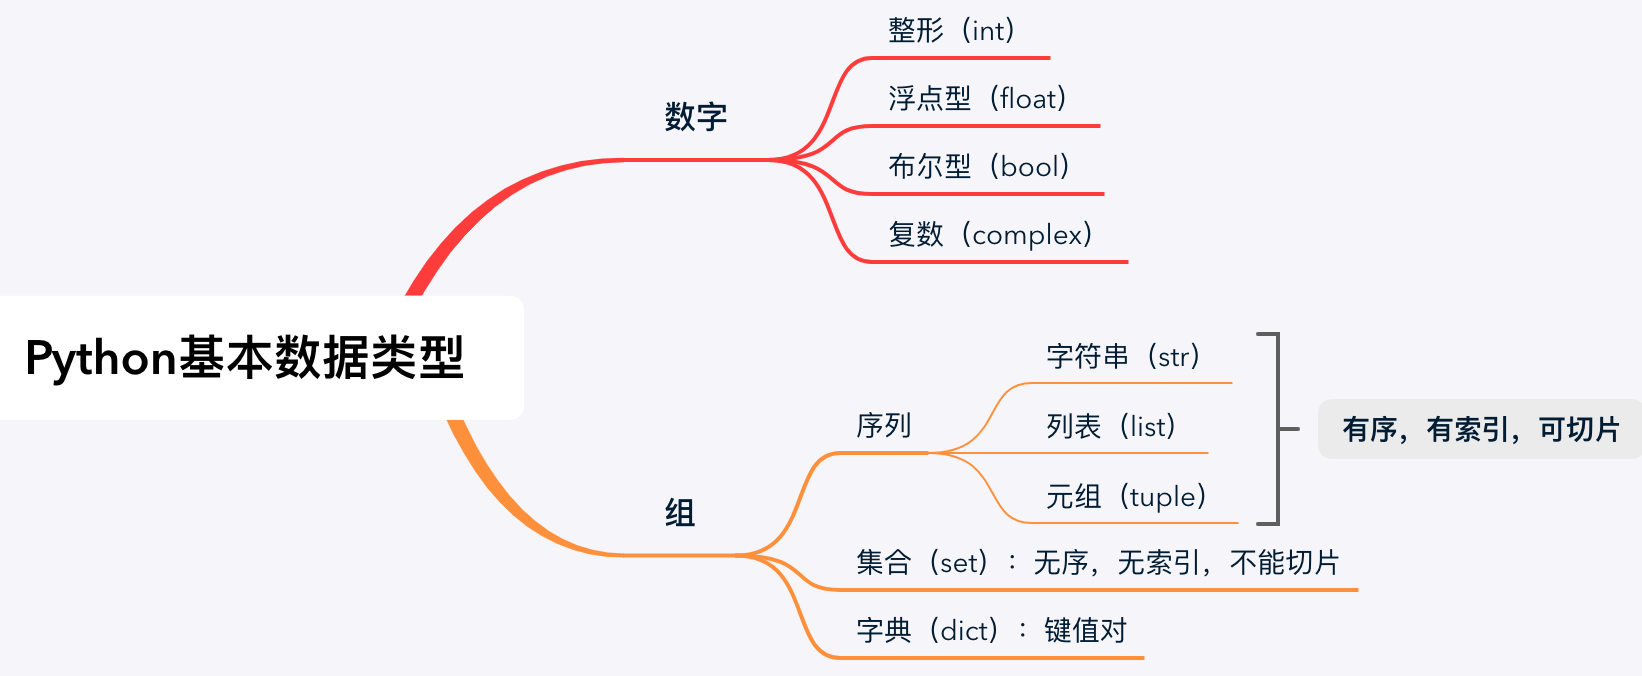 Python基本数据类型
数字
整形（int）
浮点型（float）
布尔型（bool）
复数（complex）
组
序列
字符串（str）
列表（list）
元组（tuple）
有序，有索引，可切片
集合（set）：无序，无索引，不能切片
字典（dict）：键值对